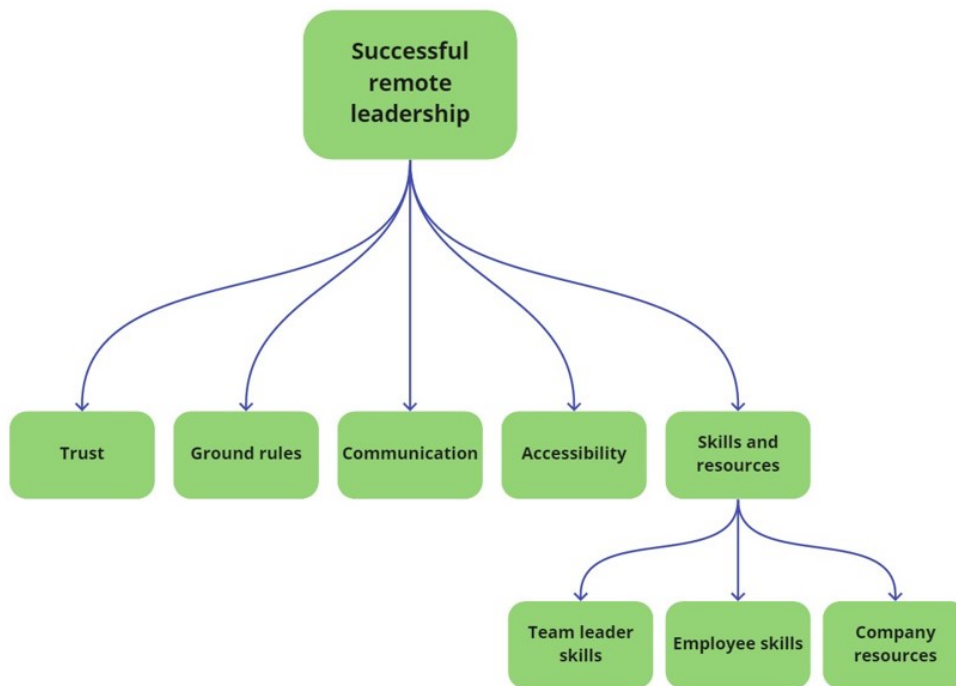 Successful
remote
leadership
Trust
Ground rules
Communication
Accessibility
Skills and
resources
Team leader
skills
Employee skills
Company
resources